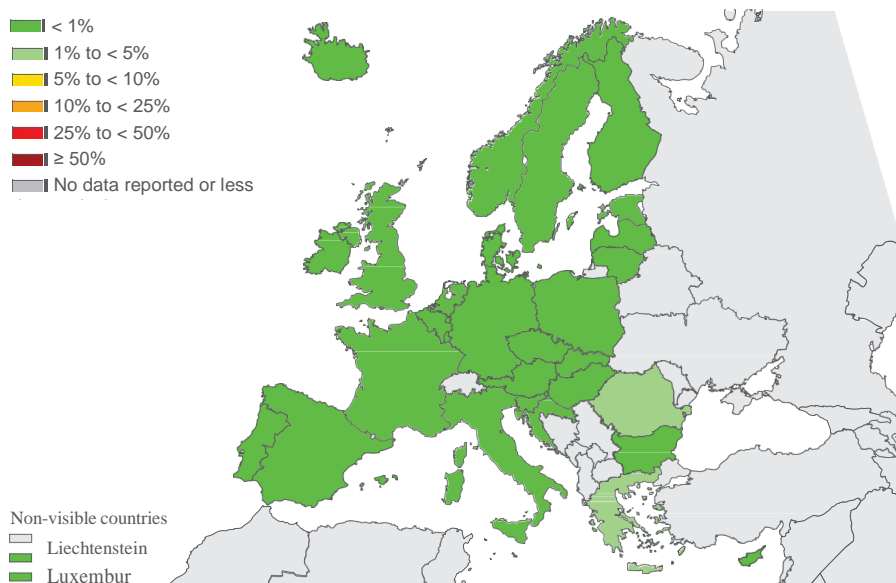 < 1%
1% to < 5%
5% to < 10%
10% to < 25%
25% to < 50%
≥ 50%
No data reported or less
Non-visible countries
Liechtenstein
Luxembur